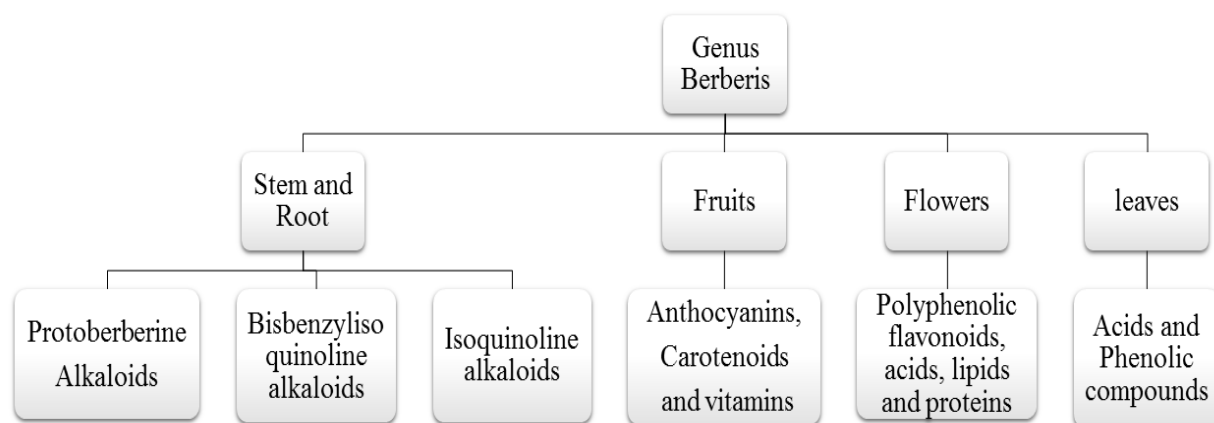 Genus
Berberis
Stem and
Root
Fruits
Flowers
leaves
Protoberberine
Alkaloids
Bisbenzyliso
quinoline
alkaloids
Isoquinoline
alkaloids
Anthocyanins,
Carotenoids
and vitamins
Polyphenolic
flavonoids,
acids, lipids
and proteins
Acids and
Phenolic
compounds